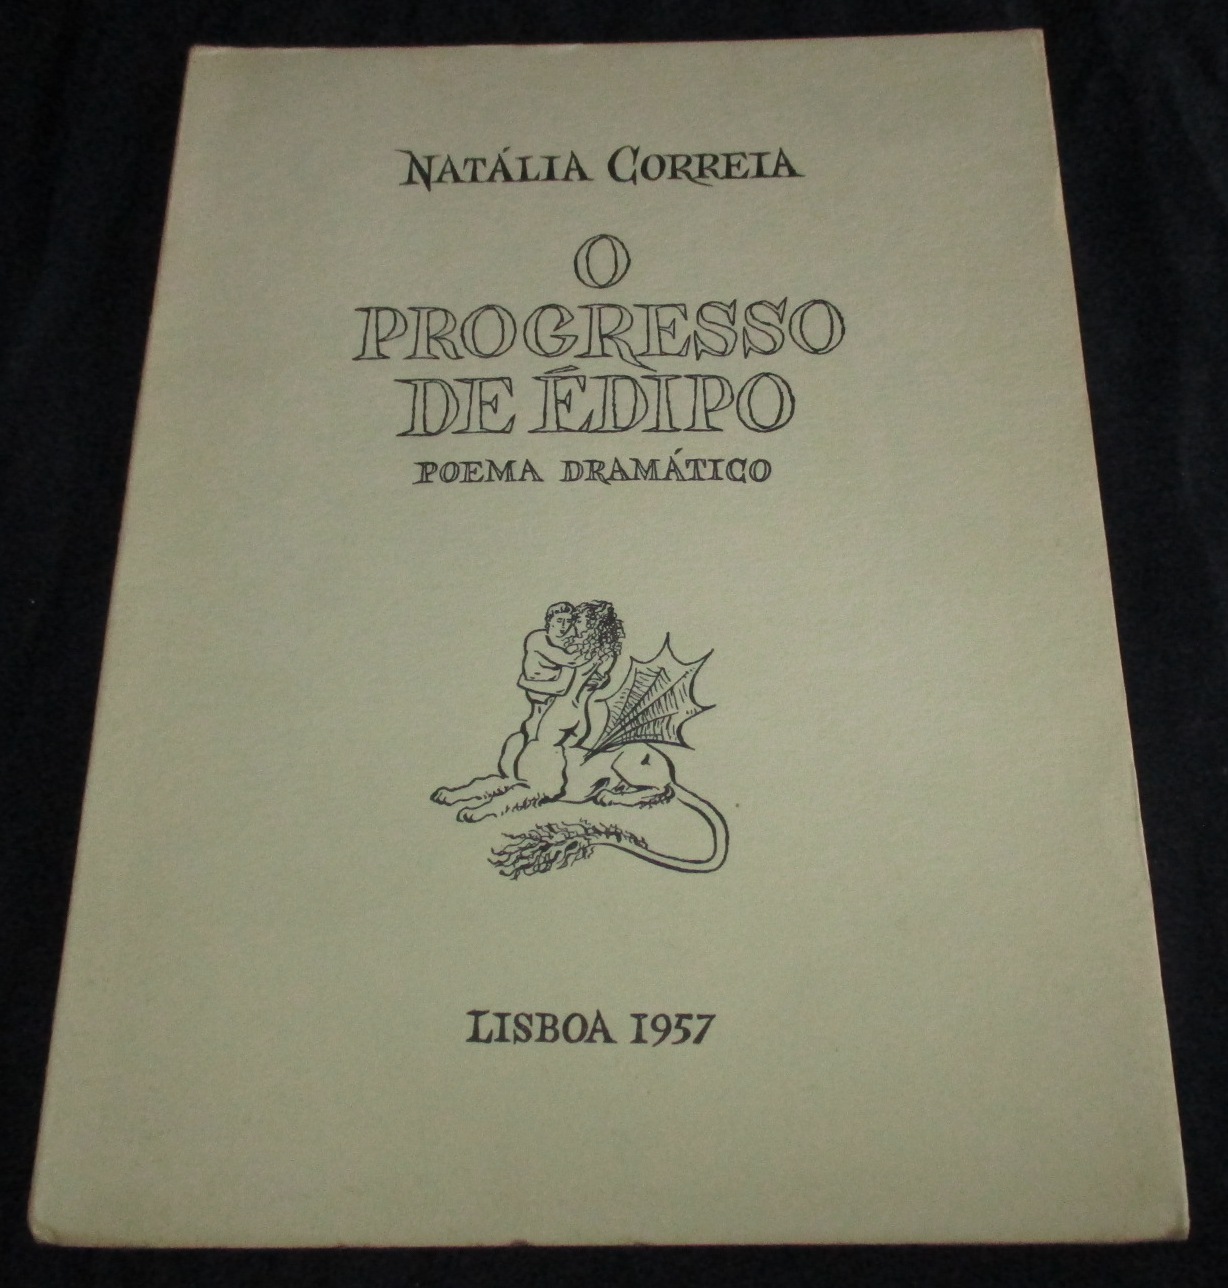 NATÁLIA CORREIA
O
PROGRESSO
DE ÉDIPO
POEMA DRAMÁTICO
LISBOA 1957